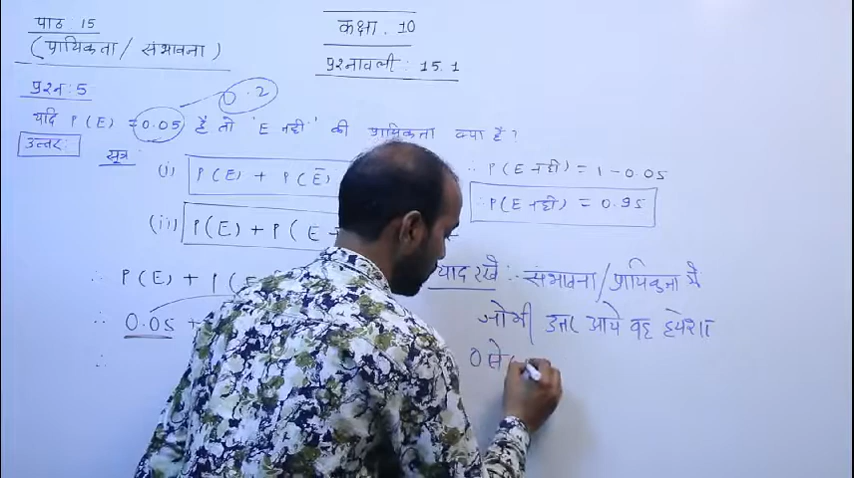 पाठ : 15
(प्रायिकता / संभावना)
कक्षा . 10
प्रश्नावली : 15.1
प्रश्न : 5
0.2
यदि P(E) = 0.05 है तो 'E नहीं' की प्रायिकता क्या है ?
उत्तर:
सूत्र
(i) P(E) + P(Ē)
(ii) P(E) + P(E
∴ P(E) + P(E
∴ 0.05 +
∴
∴ P(E नहीं) = 1 - 0.05
∴ P(E नहीं) = 0.95
याद रखें :- संभावना/प्रायिकता में
जो भी उत्तर आये वह हमेशा
0 से